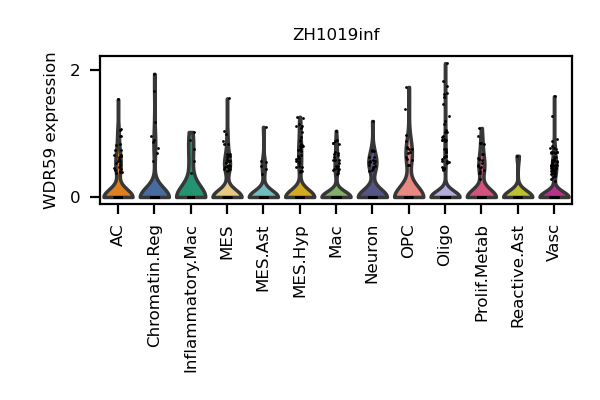 ZH1019inf
WDR59 expression
2
0
AC
Chromatin.Reg
Inflammatory.Mac
MES
MES.Ast
MES.Hyp
Mac
Neuron
OPC
Oligo
Prolif.Metab
Reactive.Ast
Vasc